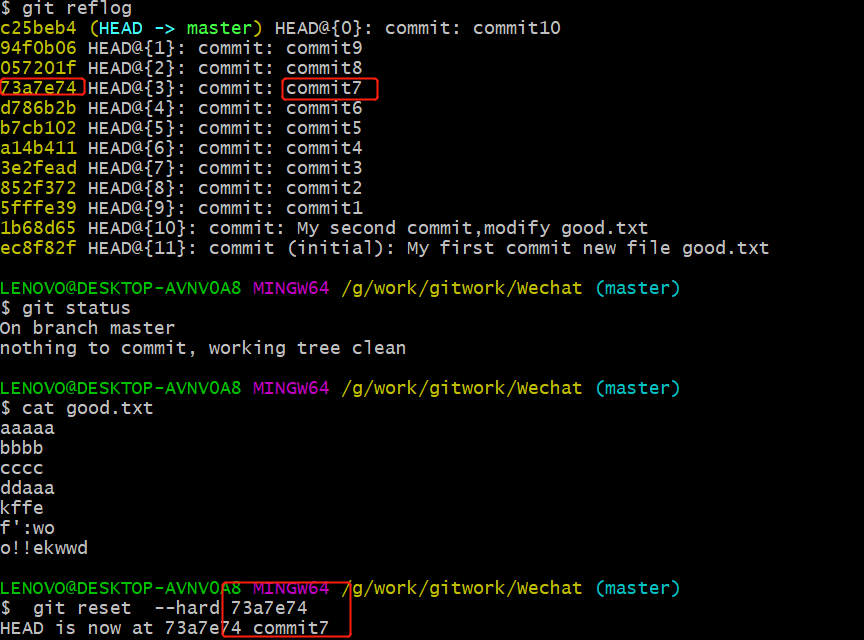 $ git reflog
c25beb4 (HEAD -> master) HEAD@{0}: commit: commit10
94f0b06 HEAD@{1}: commit: commit9
057201f HEAD@{2}: commit: commit8
73a7e74 HEAD@{3}: commit: commit7
d786b2b HEAD@{4}: commit: commit6
b7cb102 HEAD@{5}: commit: commit5
a14b411 HEAD@{6}: commit: commit4
3e2fead HEAD@{7}: commit: commit3
852f372 HEAD@{8}: commit: commit2
5fffe39 HEAD@{9}: commit: commit1
1b68d65 HEAD@{10}: commit: My second commit,modify good.txt
ec8f82f HEAD@{11}: commit (initial): My first commit new file good.txt
LENOVO@DESKTOP-AVNV0A8 MINGW64 /g/work/gitwork/Wechat (master)
$ git status
On branch master
nothing to commit, working tree clean
LENOVO@DESKTOP-AVNV0A8 MINGW64 /g/work/gitwork/Wechat (master)
$ cat good.txt
aaaaa
bbbb
cccc
ddaaa
kffe
f':wo
o!!ekwwd
LENOVO@DESKTOP-AVNV0A8 MINGW64 /g/work/gitwork/Wechat (master)
$  git reset  --hard 73a7e74
HEAD is now at 73a7e74 commit7